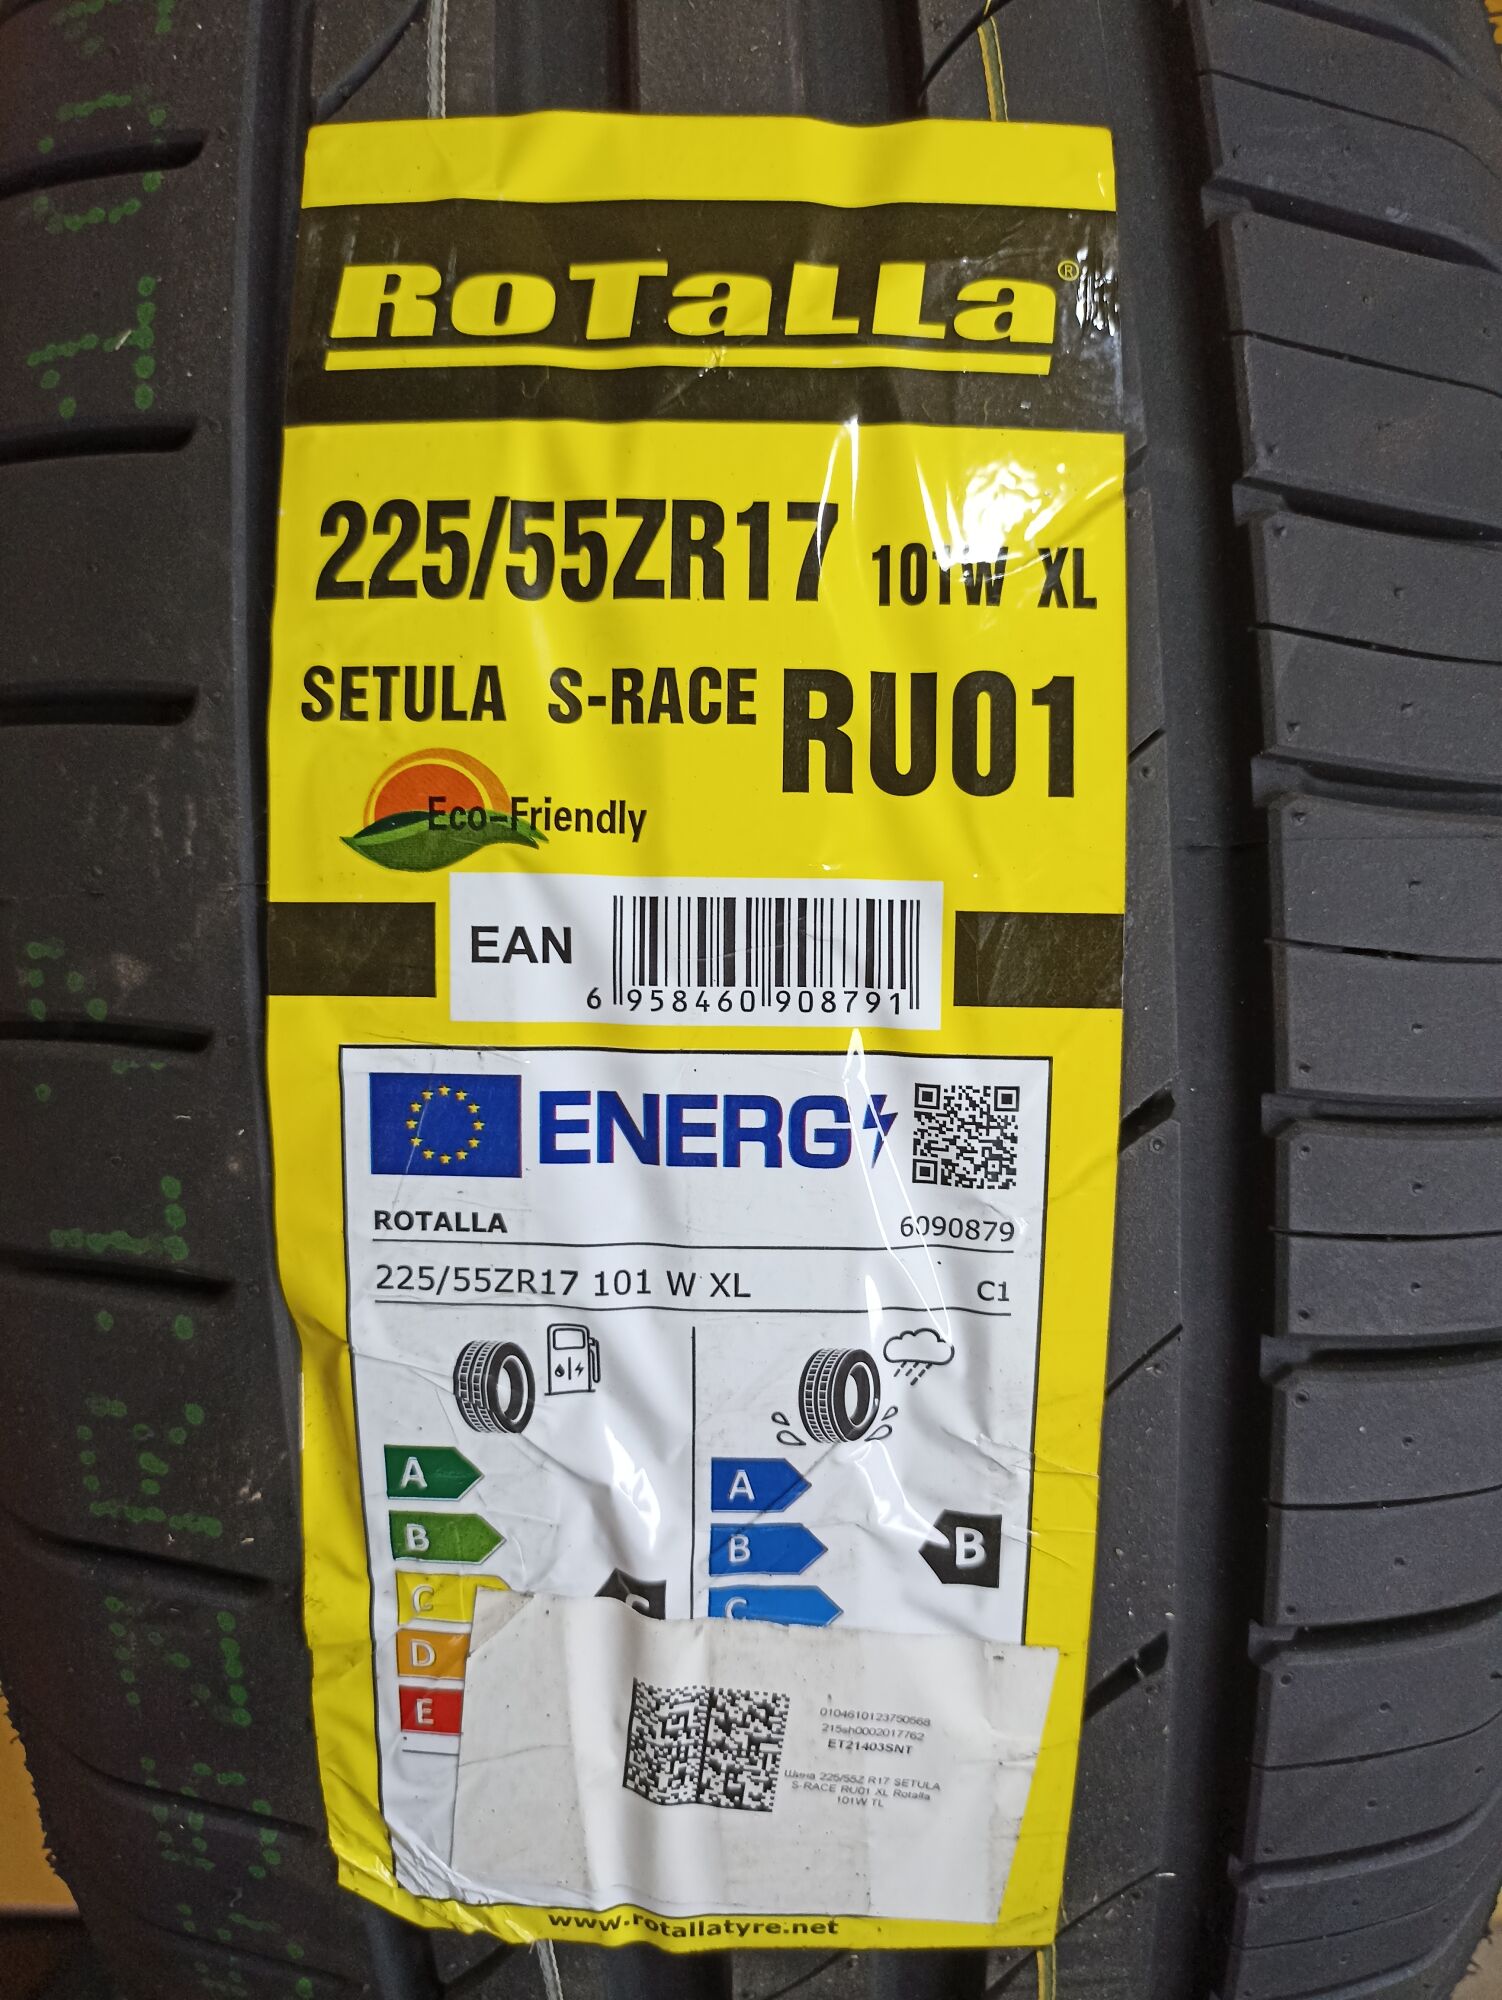 RoTaLLa®
225/55ZR17 101W XL
SETULA S-RACE RU01
Eco-Friendly
EAN
6 958460 908791
ENERG
ROTALLA 6090879
225/55ZR17 101 W XL C1
A
B
C
D
E
C
A
B
C
B
0104610123750568
215sh0002017762
ET21403SNT
Шина 225/55Z R17 SETULA
S-RACE RU01 XL Rotalla
101W TL
www.rotallatyre.net